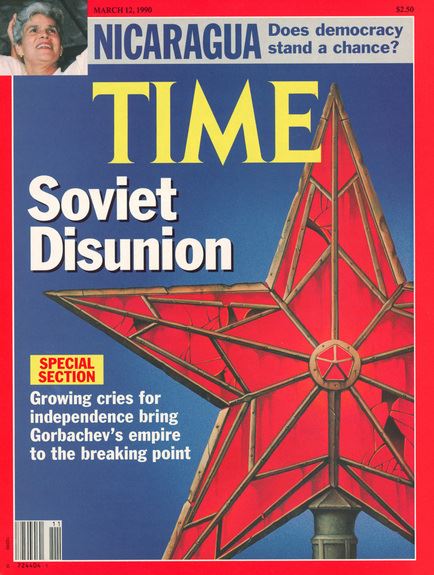 MARCH 12, 1990
$2.50
NICARAGUA
Does democracy
stand a chance?
TIME
Soviet
Disunion
SPECIAL
SECTION
Growing cries for
independence bring
Gorbachev's empire
to the breaking point
11
724404